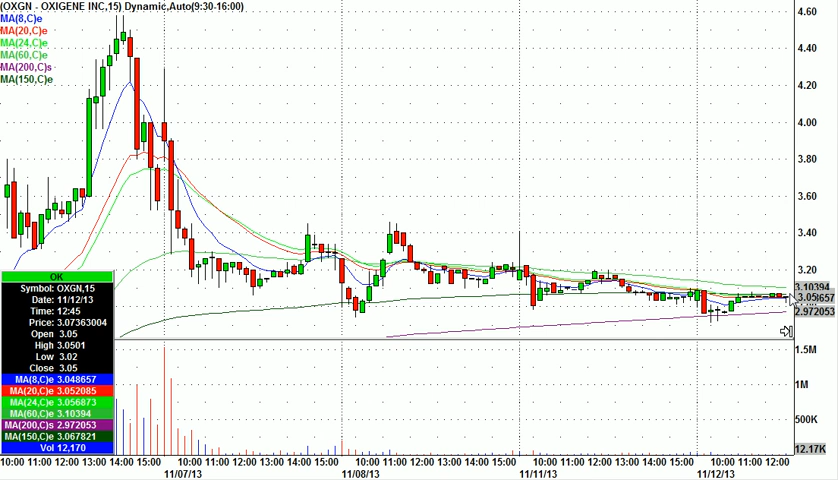 (OXGN - OXIGENE INC,15) Dynamic,Auto(9:30-16:00)
MA(8,C)e
MA(20,C)e
MA(24,C)e
MA(60,C)e
MA(200,C)s
MA(150,C)e
4.60
4.40
4.20
4.00
3.80
3.60
3.40
3.20
3.10394
3.05657
2.972053
OK
Symbol: OXGN,15
Date: 11/12/13
Time: 12:45
Price: 3.07363004
Open 3.05
High 3.0501
Low 3.02
Close 3.05
MA(8,C)e 3.048657
MA(20,C)e 3.052085
MA(24,C)e 3.056873
MA(60,C)e 3.10394
MA(200,C)s 2.972053
MA(150,C)e 3.067821
Vol 12,170
1.5M
1M
500K
12.17K
10:00 11:00 12:00 13:00 14:00 15:00 10:00 11:00 12:00 13:00 14:00 15:00 10:00 11:00 12:00 13:00 14:00 15:00 10:00 11:00 12:00 13:00 14:00 15:00 10:00 11:00 12:00
11/07/13 11/08/13 11/11/13 11/12/13